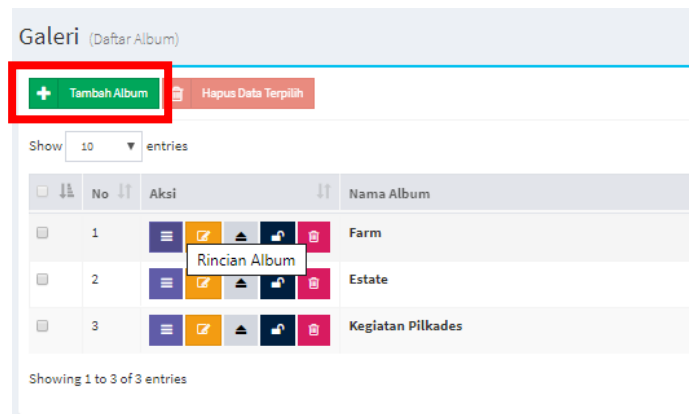 Galeri (Daftar Album)
Tambah Album Hapus Data Terpilih
Show 10 entries
No Aksi Nama Album
1 Farm
Rincian Album
2 Estate
3 Kegiatan Pilkades
Showing 1 to 3 of 3 entries